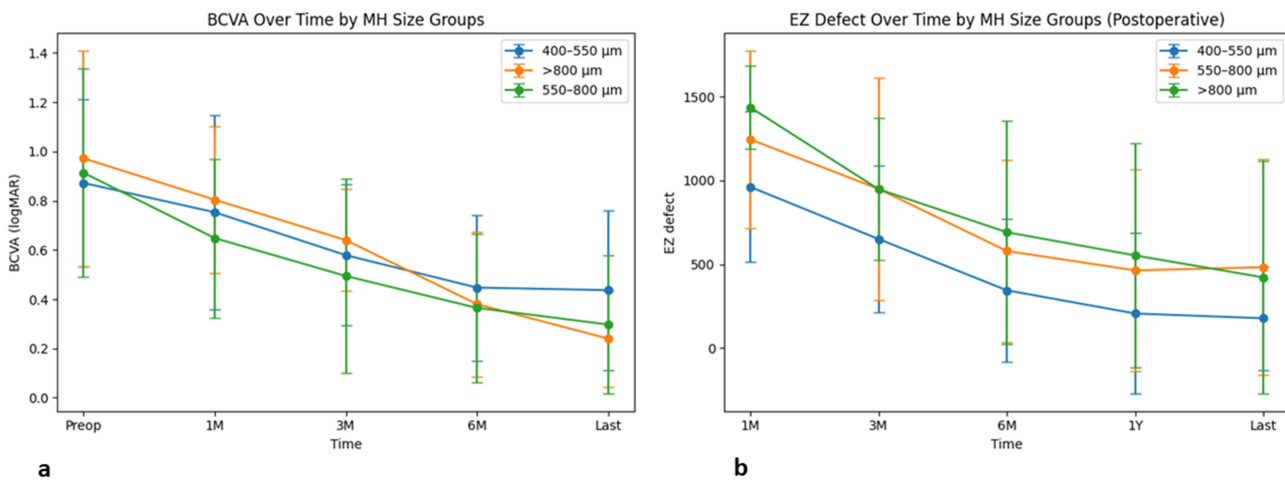 BCVA Over Time by MH Size Groups
400–550 μm
>800 μm
550–800 μm
BCVA (logMAR)
1.4
1.2
1.0
0.8
0.6
0.4
0.2
0.0
Preop 1M 3M 6M Last
Time
a
EZ Defect Over Time by MH Size Groups (Postoperative)
400–550 μm
550–800 μm
>800 μm
EZ defect
1500
1000
500
0
1M 3M 6M 1Y Last
Time
b